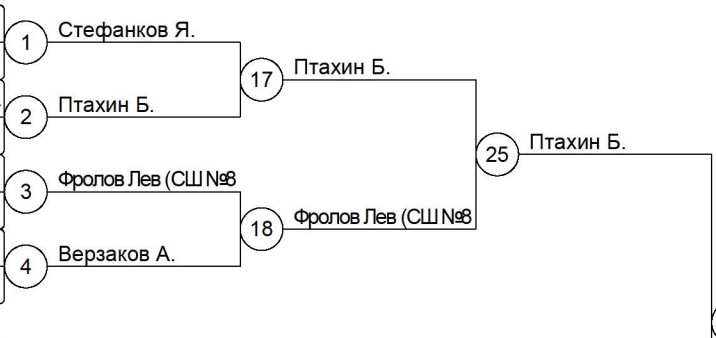 1 Стефанков Я.
17 Птахин Б.
2 Птахин Б.
25 Птахин Б.
3 Фролов Лев (СШ №8
18 Фролов Лев (СШ №8
4 Верзаков А.